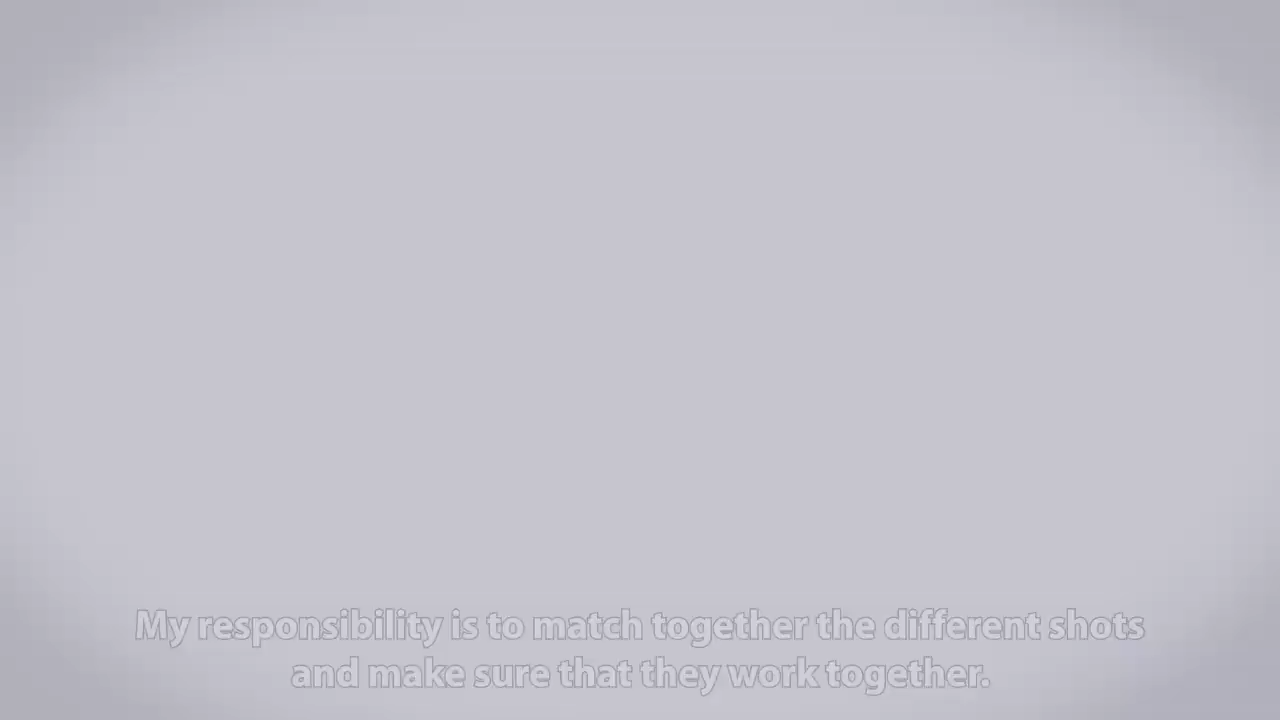 My responsibility is to match together the different shots
and make sure that they work together.